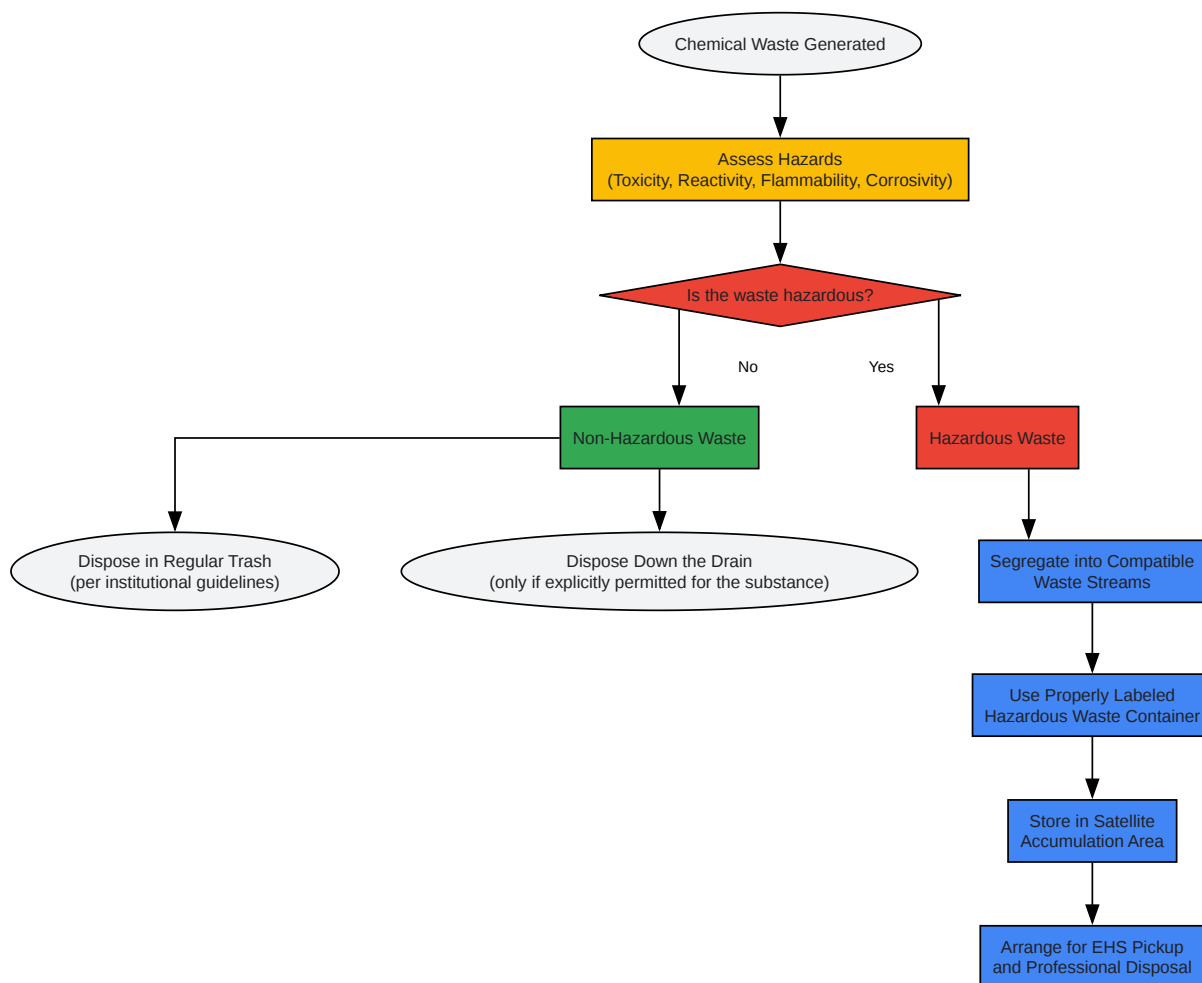 Chemical Waste Generated
Assess Hazards
(Toxicity, Reactivity, Flammability, Corrosivity)
Is the waste hazardous?
No
Yes
Non-Hazardous Waste
Hazardous Waste
Dispose in Regular Trash
(per institutional guidelines)
Dispose Down the Drain
(only if explicitly permitted for the substance)
Segregate into Compatible
Waste Streams
Use Properly Labeled
Hazardous Waste Container
Store in Satellite
Accumulation Area
Arrange for EHS Pickup
and Professional Disposal